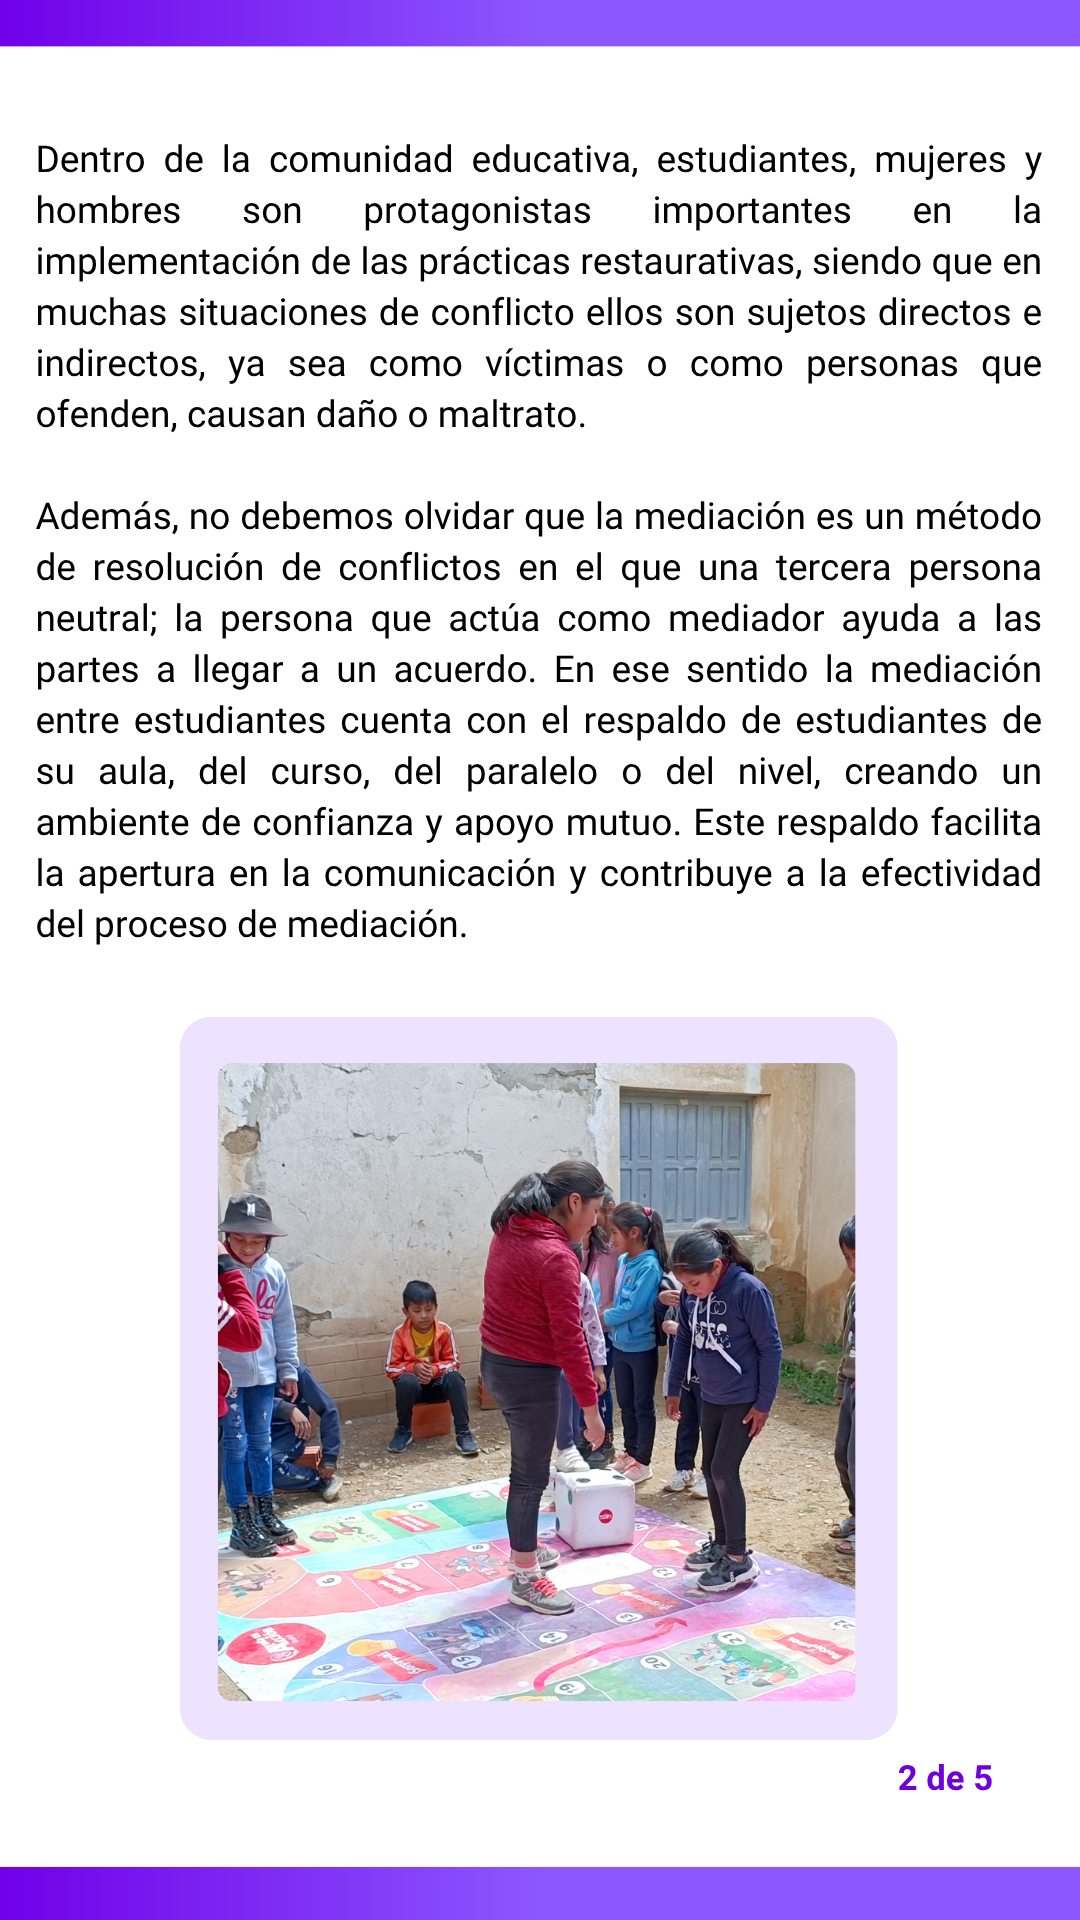 Dentro de la comunidad educativa, estudiantes, mujeres y
hombres son protagonistas importantes en la
implementación de las prácticas restaurativas, siendo que en
muchas situaciones de conflicto ellos son sujetos directos e
indirectos, ya sea como víctimas o como personas que
ofenden, causan daño o maltrato.
Además, no debemos olvidar que la mediación es un método
de resolución de conflictos en el que una tercera persona
neutral; la persona que actúa como mediador ayuda a las
partes a llegar a un acuerdo. En ese sentido la mediación
entre estudiantes cuenta con el respaldo de estudiantes de
su aula, del curso, del paralelo o del nivel, creando un
ambiente de confianza y apoyo mutuo. Este respaldo facilita
la apertura en la comunicación y contribuye a la efectividad
del proceso de mediación.
2 de 5